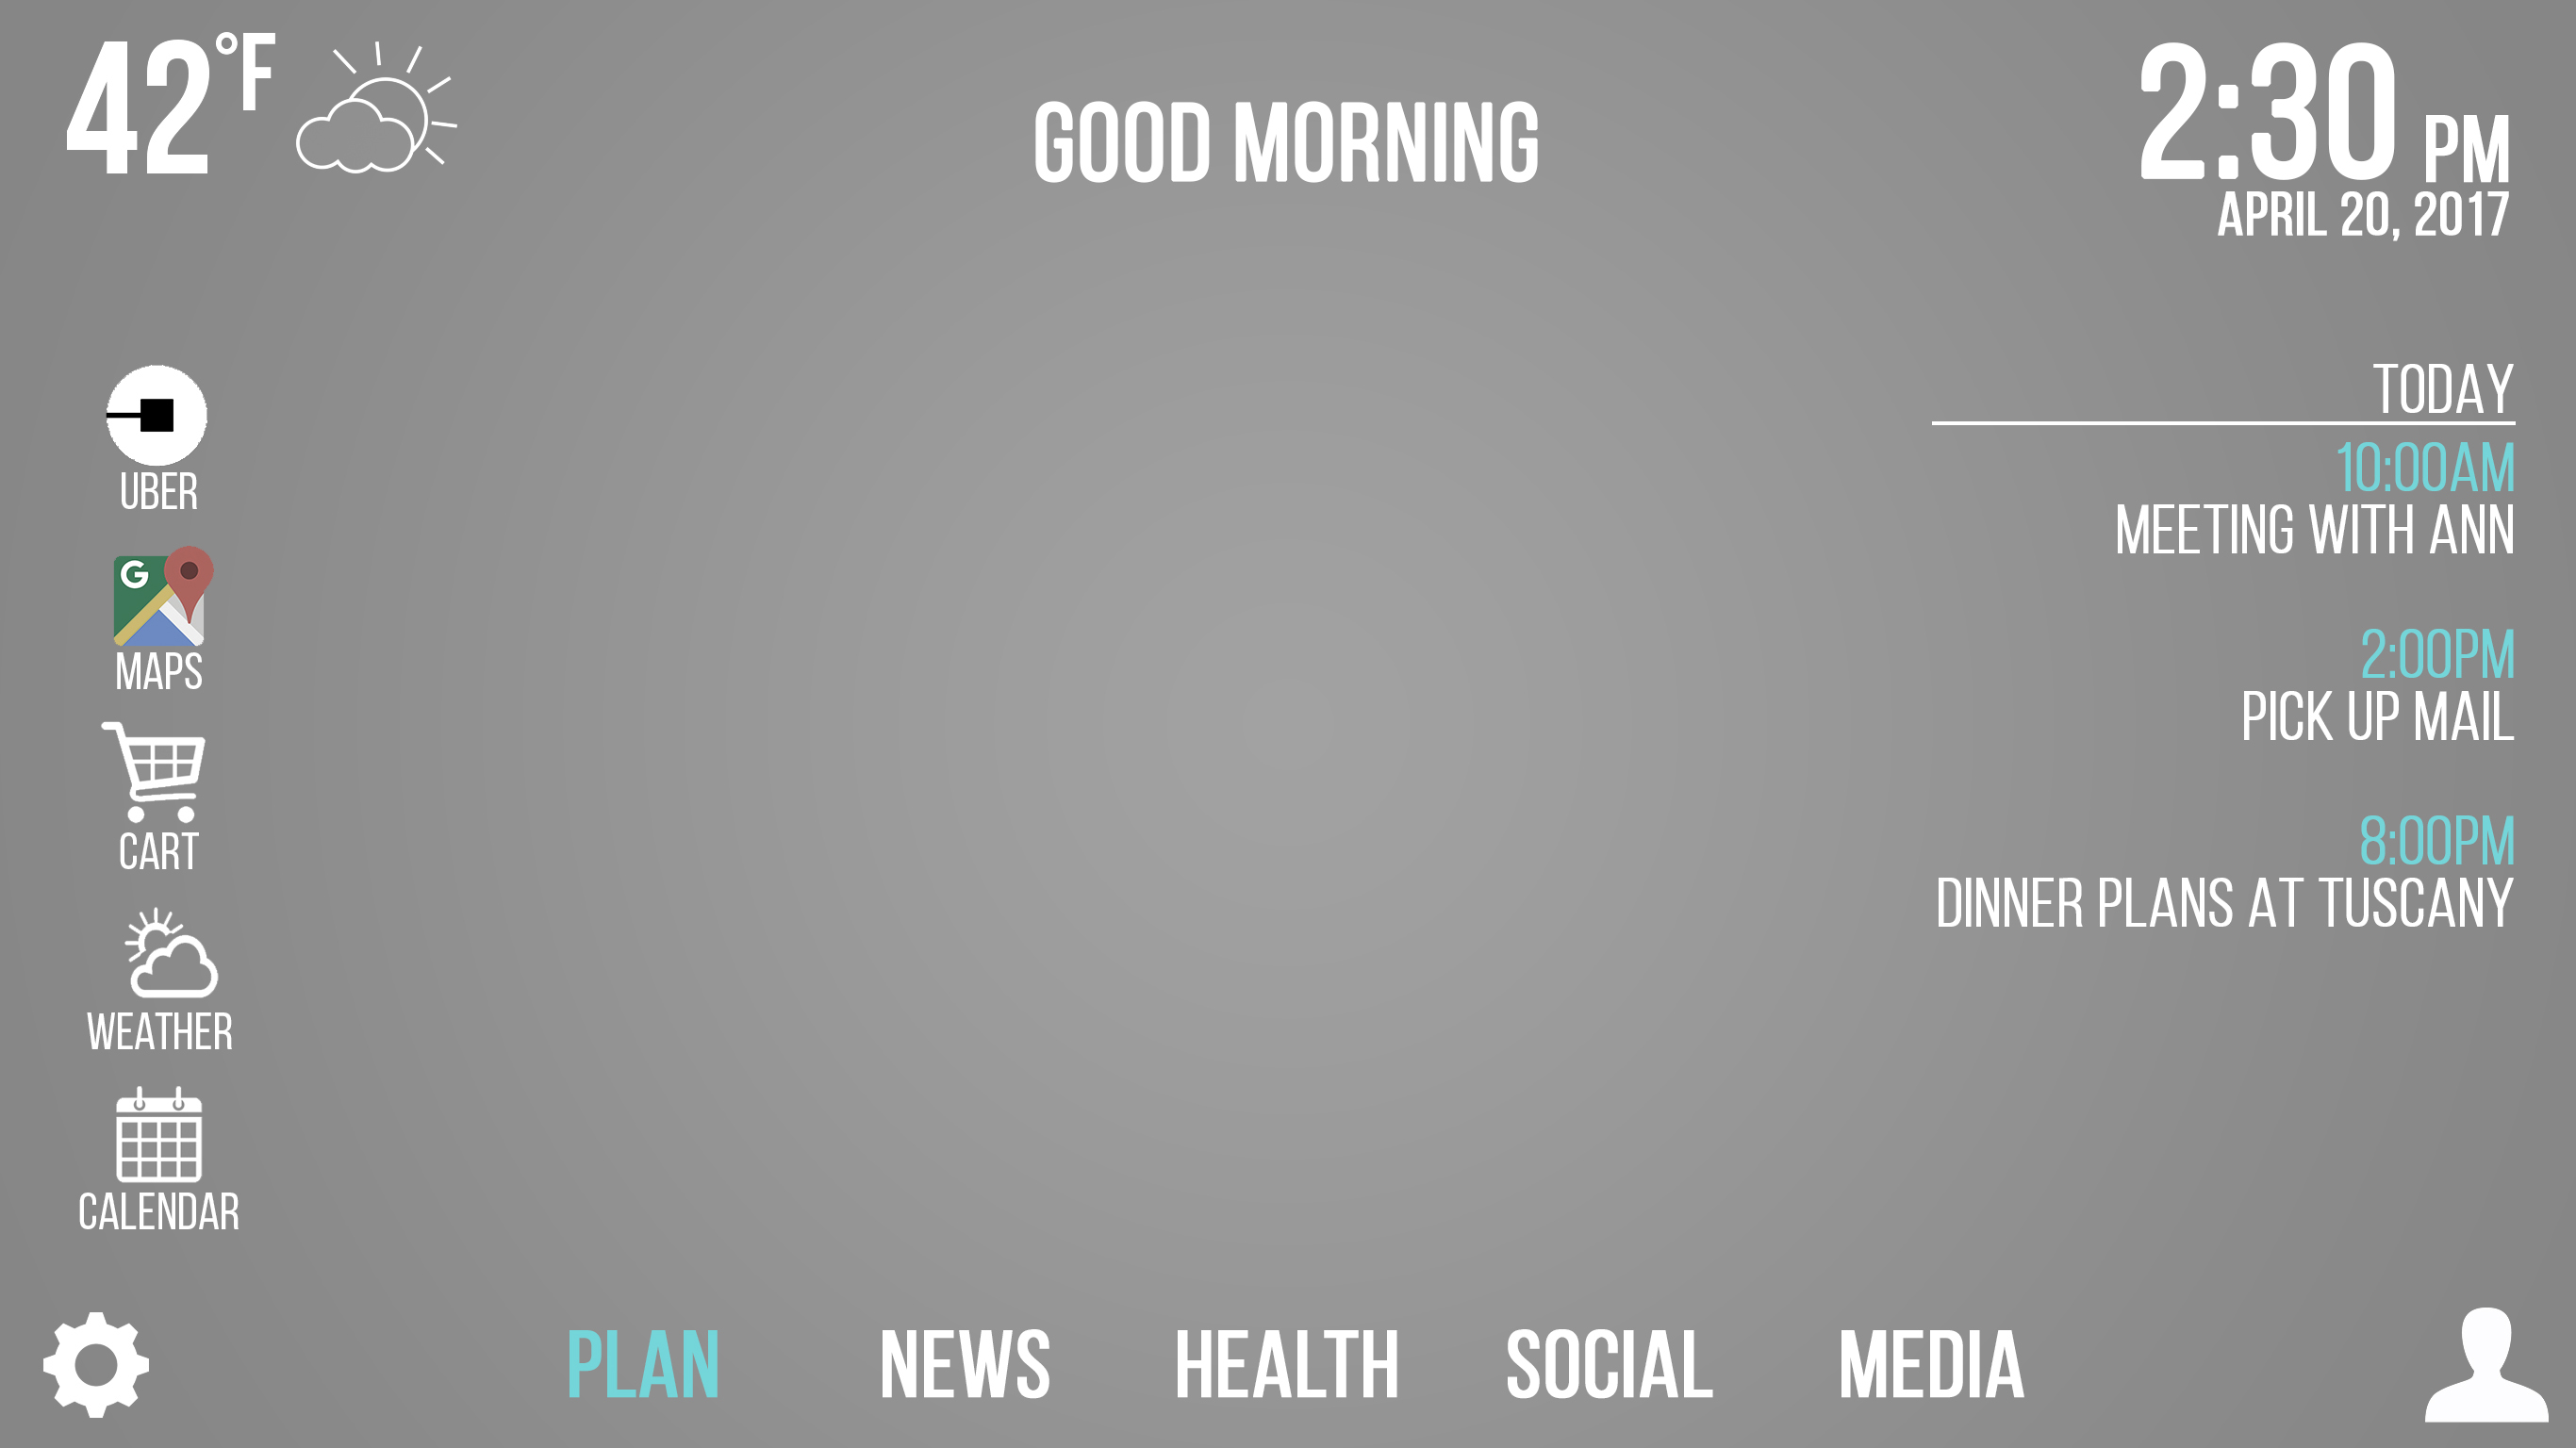 42°F
GOOD MORNING
2:30 PM
APRIL 20, 2017
UBER
G
MAPS
CART
WEATHER
CALENDAR
TODAY
10:00AM
MEETING WITH ANN
2:00PM
PICK UP MAIL
8:00PM
DINNER PLANS AT TUSCANY
PLAN NEWS HEALTH SOCIAL MEDIA